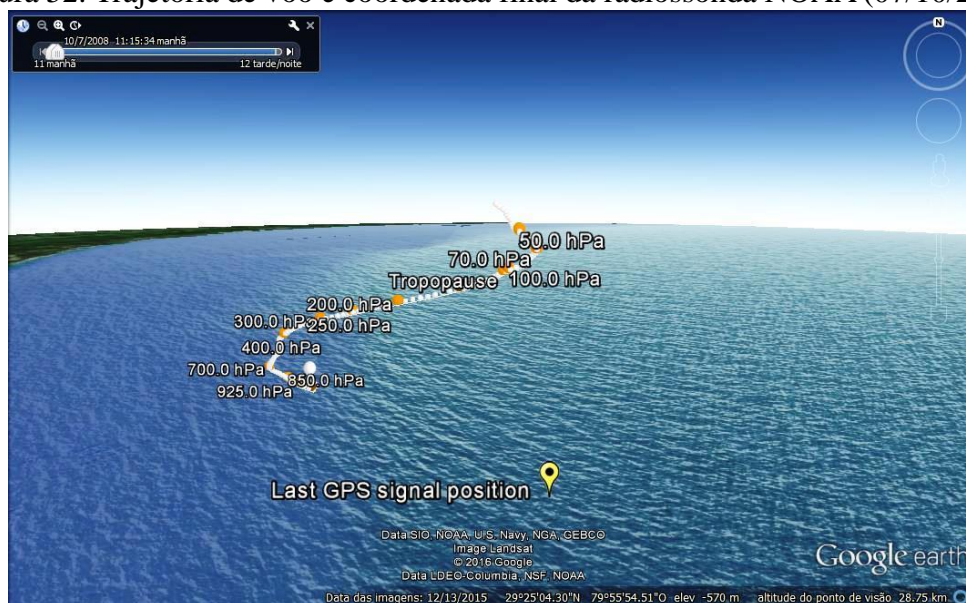 Trajetória de voo e coordenada final da radiossonda NOAA (07/10/2
10/7/2008 11:15:34 manhã
11 manhã
12 tarde/noite
N
50.0 hPa
70.0 hPa
Tropopause
100.0 hPa
200.0 hPa
300.0 hPa
250.0 hPa
400.0 hPa
700.0 hPa
850.0 hPa
925.0 hPa
Last GPS signal position
Data SIO, NOAA, U.S. Navy, NGA, GEBCO
Image Landsat
© 2016 Google
Data LDEO-Columbia, NSF, NOAA
Google earth
Data das imagens: 12/13/2015 29°25'04.30"N 79°55'54.51"O elev -570 m altitude do ponto de visão 28.75 km